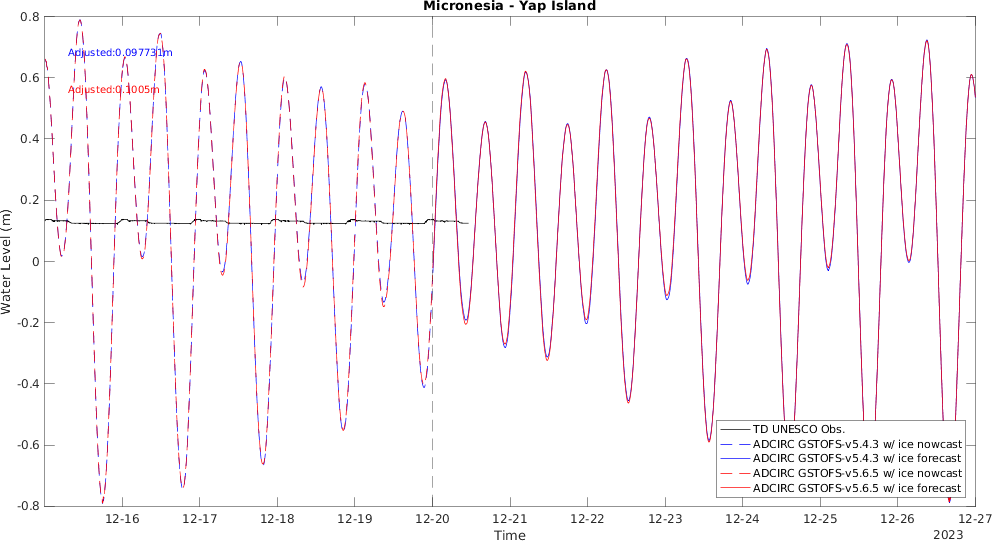 Micronesia - Yap Island
Adjusted:0.097731m
Adjusted:0.1005m
0.8
0.6
0.4
0.2
0
-0.2
-0.4
-0.6
-0.8
Water Level (m)
TD UNESCO Obs.
ADCIRC GSTOFS-v5.4.3 w/ ice nowcast
ADCIRC GSTOFS-v5.4.3 w/ ice forecast
ADCIRC GSTOFS-v5.6.5 w/ ice nowcast
ADCIRC GSTOFS-v5.6.5 w/ ice forecast
12-16 12-17 12-18 12-19 12-20 12-21 12-22 12-23 12-24 12-25 12-26 12-27
Time
2023